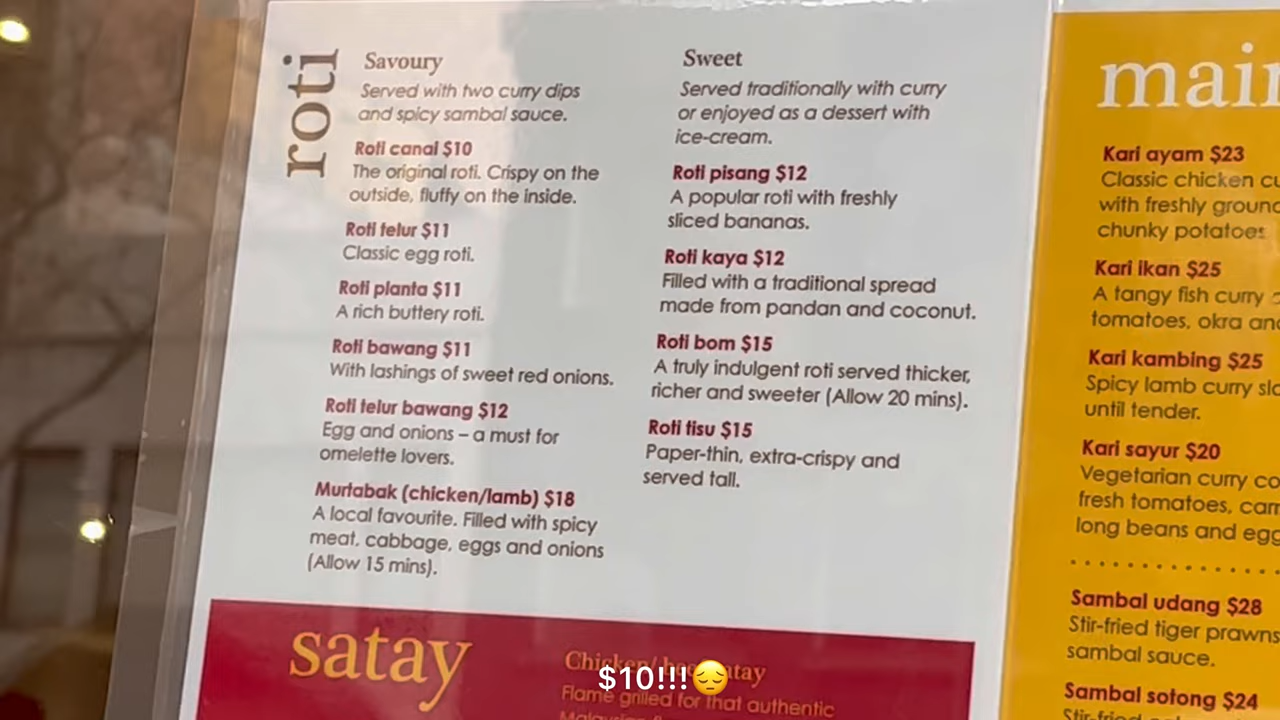 roti
Savoury
Served with two curry dips
and spicy sambal sauce.
Roti canai $10
The original roti. Crispy on the
outside, fluffy on the inside.
Roti telur $11
Classic egg roti.
Roti planta $11
A rich buttery roti.
Roti bawang $11
With lashings of sweet red onions.
Roti telur bawang $12
Egg and onions – a must for
omelette lovers.
Murtabak (chicken/lamb) $18
A local favourite. Filled with spicy
meat, cabbage, eggs and onions
(Allow 15 mins).
Sweet
Served traditionally with curry
or enjoyed as a dessert with
ice-cream.
Roti pisang $12
A popular roti with freshly
sliced bananas.
Roti kaya $12
Filled with a traditional spread
made from pandan and coconut.
Roti bom $15
A truly indulgent roti served thicker,
richer and sweeter (Allow 20 mins).
Roti tisu $15
Paper-thin, extra-crispy and
served tall.
satay
Chicken/beef satay
Flame grilled for that authentic
$10!!!😔
Kari ayam $23
Classic chicken
with freshly
chunky potatoes
Kari ikan $25
A tangy fish curry
tomatoes, okra
Kari kambing $25
Spicy lamb curry
until tender.
Kari sayur $20
Vegetarian curry
fresh tomatoes,
long beans and
Sambal udang $28
Stir-fried tiger prawns
sambal sauce.
Sambal sotong $24